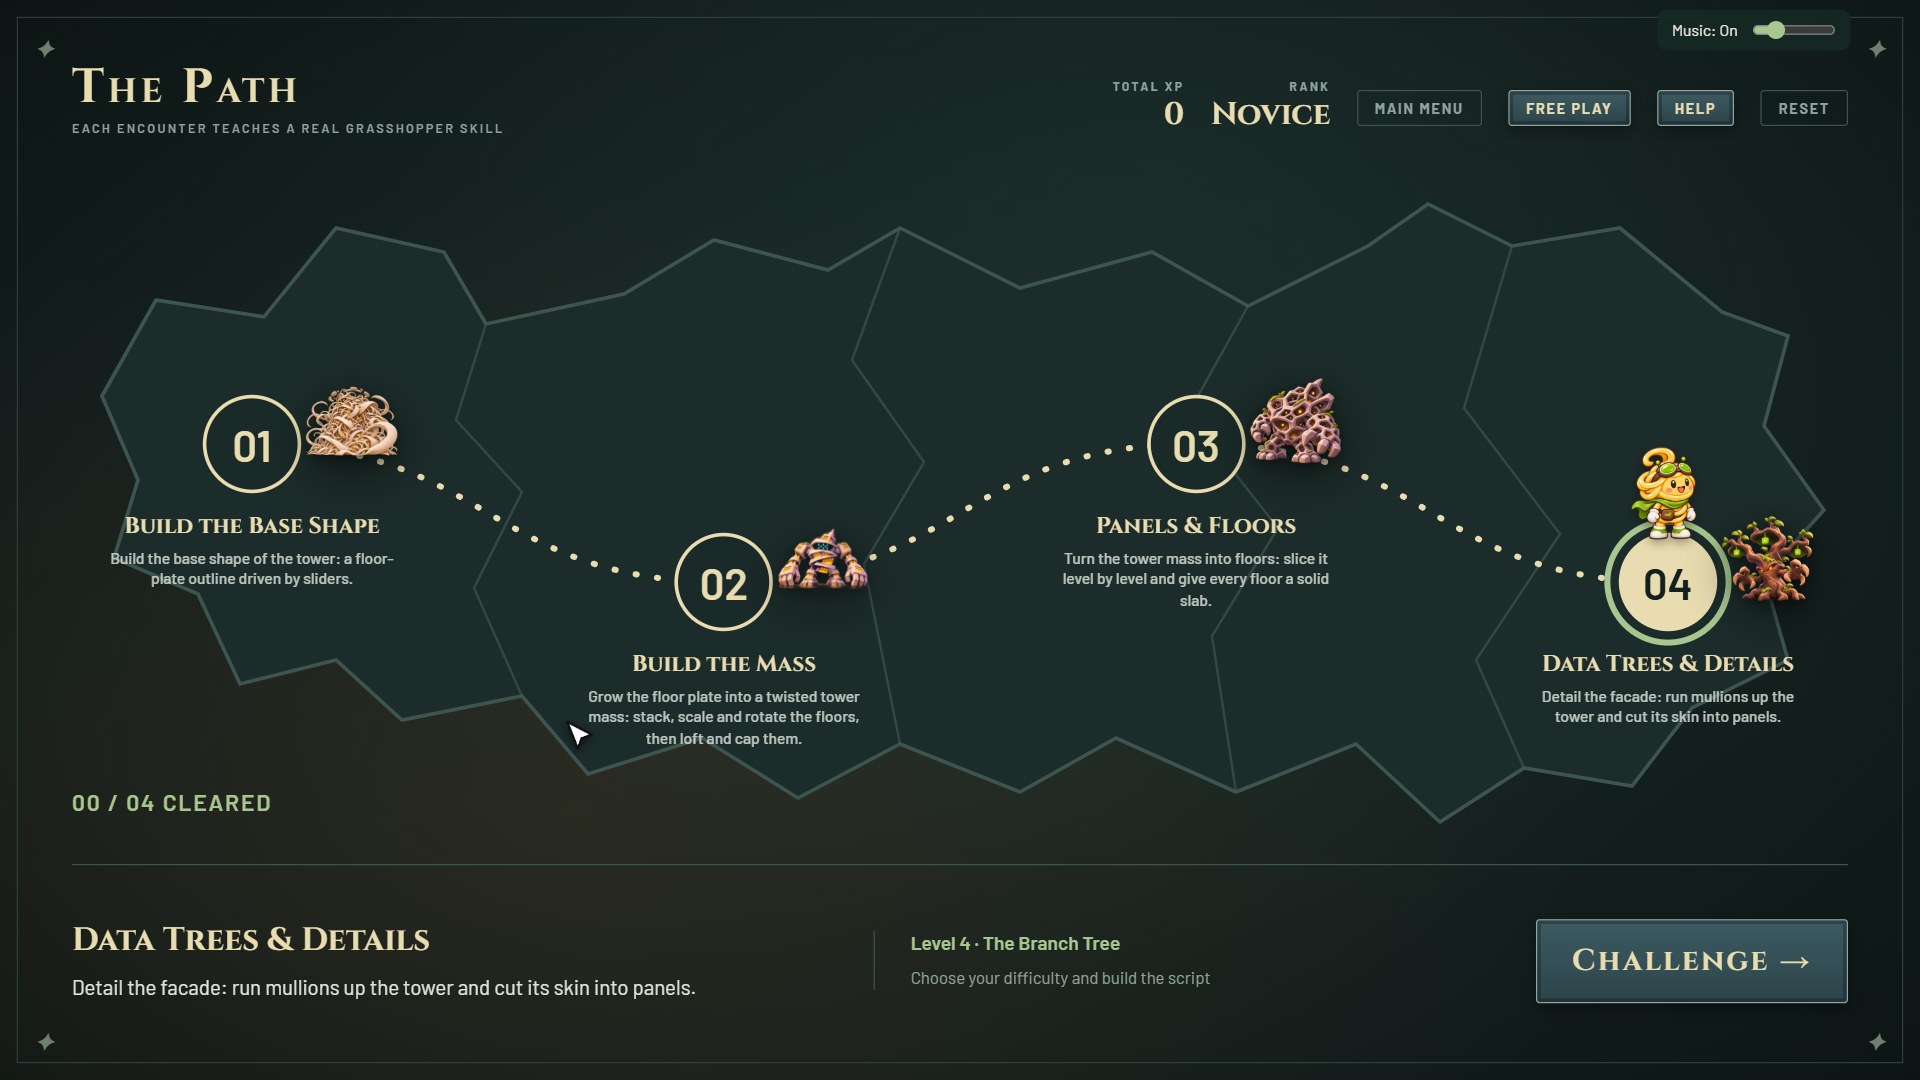 Music: On
The Path
EACH ENCOUNTER TEACHES A REAL GRASSHOPPER SKILL
TOTAL XP
0
RANK
Novice
MAIN MENU
FREE PLAY
HELP
RESET
01
Build the Base Shape
Build the base shape of the tower: a floor-
plate outline driven by sliders.
02
Build the Mass
Grow the floor plate into a twisted tower
mass: stack, scale and rotate the floors,
then loft and cap them.
03
Panels & Floors
Turn the tower mass into floors: slice it
level by level and give every floor a solid
slab.
04
Data Trees & Details
Detail the facade: run mullions up the
tower and cut its skin into panels.
00 / 04 CLEARED
Data Trees & Details
Detail the facade: run mullions up the tower and cut its skin into panels.
Level 4 · The Branch Tree
Choose your difficulty and build the script
Challenge →